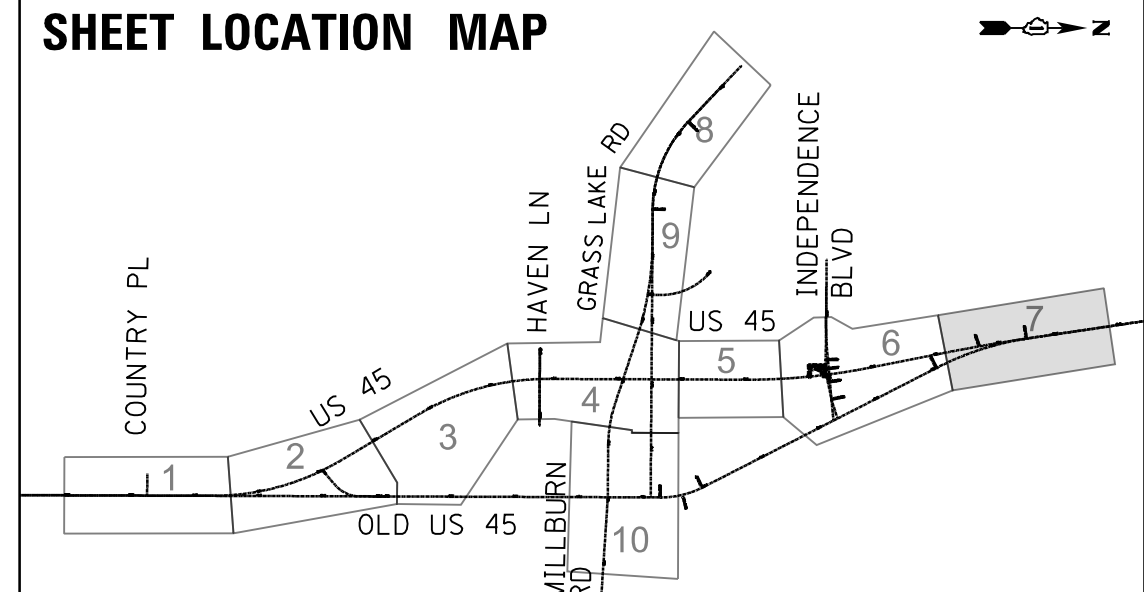 SHEET LOCATION MAP
N
COUNTRY PL
US 45
HAVEN LN
GRASS LAKE RD
INDEPENDENCE
BLVD
US 45
OLD US 45
MILLBURN
RD
1
2
3
4
5
6
7
8
9
10